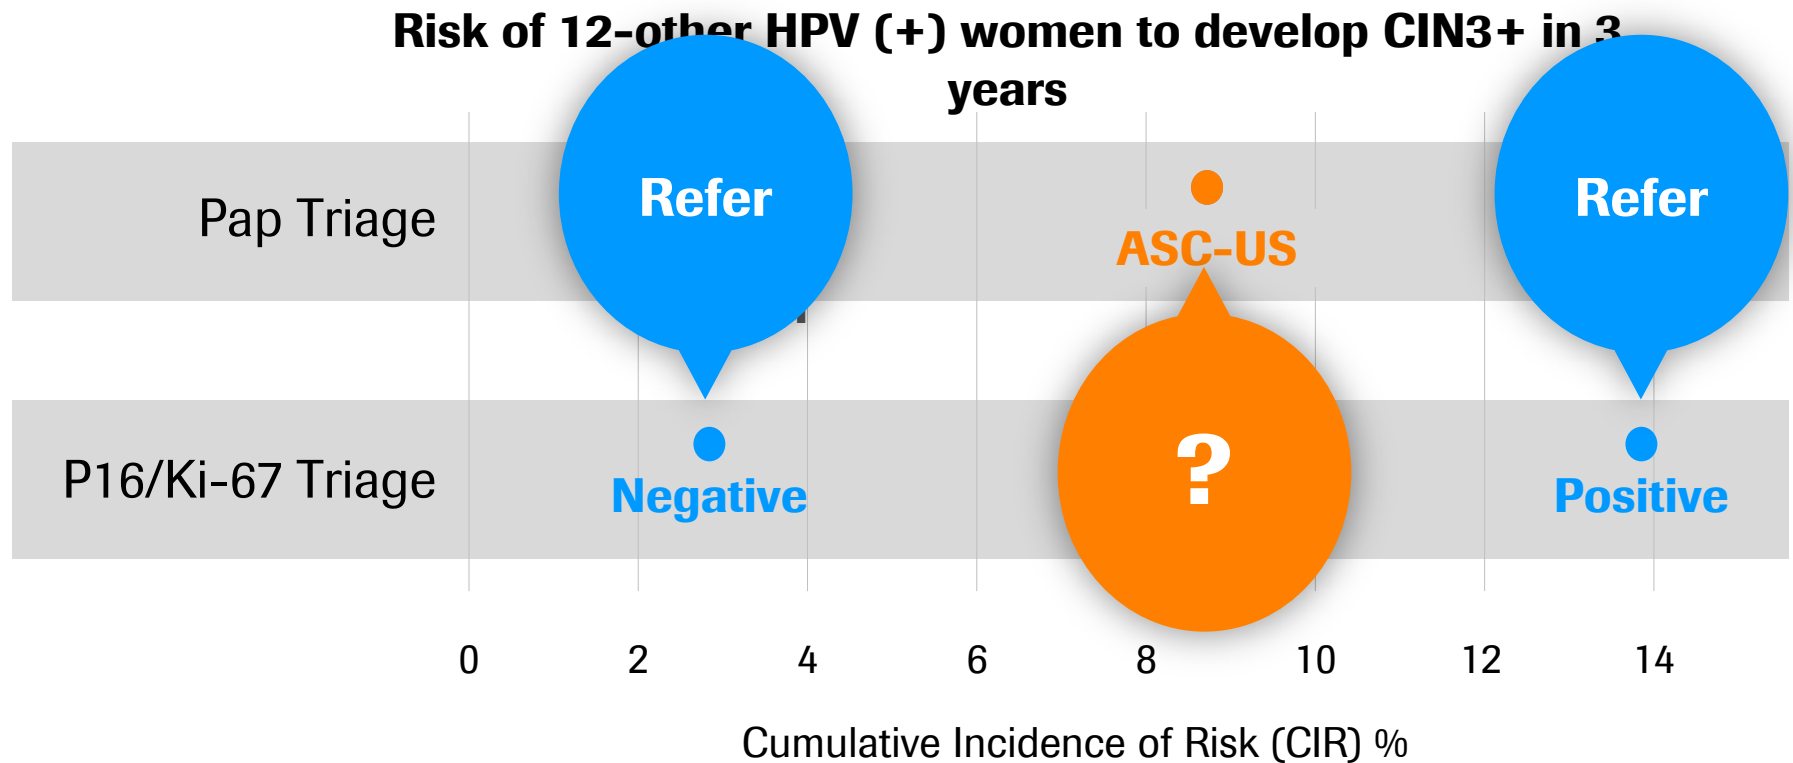 Risk of 12-other HPV (+) women to develop CIN3+ in 3
years
Refer
Refer
Pap Triage
ASC-US
?
P16/Ki-67 Triage
Negative
Positive
0 2 4 6 8 10 12 14
Cumulative Incidence of Risk (CIR) %